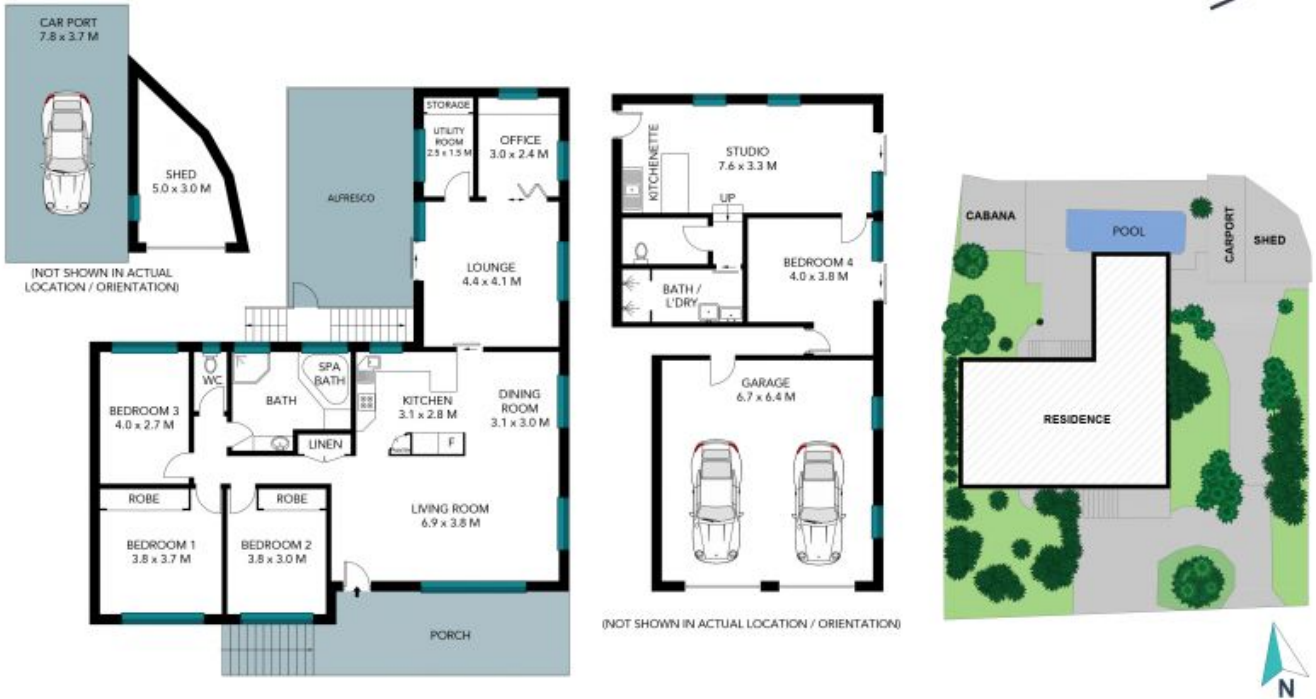 CAR PORT
7.8 x 3.7 M
SHED
5.0 x 3.0 M
(NOT SHOWN IN ACTUAL
LOCATION / ORIENTATION)
ALFRESCO
STORAGE
UTILITY
ROOM
2.5 x 1.5 M
OFFICE
3.0 x 2.4 M
LOUNGE
4.4 x 4.1 M
BEDROOM 3
4.0 x 2.7 M
WC
BATH
SPA
BATH
LINEN
KITCHEN
3.1 x 2.8 M
F
DINING
ROOM
3.1 x 3.0 M
ROBE
BEDROOM 1
3.8 x 3.7 M
ROBE
BEDROOM 2
3.8 x 3.0 M
LIVING ROOM
6.9 x 3.8 M
PORCH
KITCHENETTE
STUDIO
7.6 x 3.3 M
UP
BEDROOM 4
4.0 x 3.8 M
BATH /
L'DRY
GARAGE
6.7 x 6.4 M
(NOT SHOWN IN ACTUAL LOCATION / ORIENTATION)
CABANA
POOL
CARPORT
SHED
RESIDENCE
N